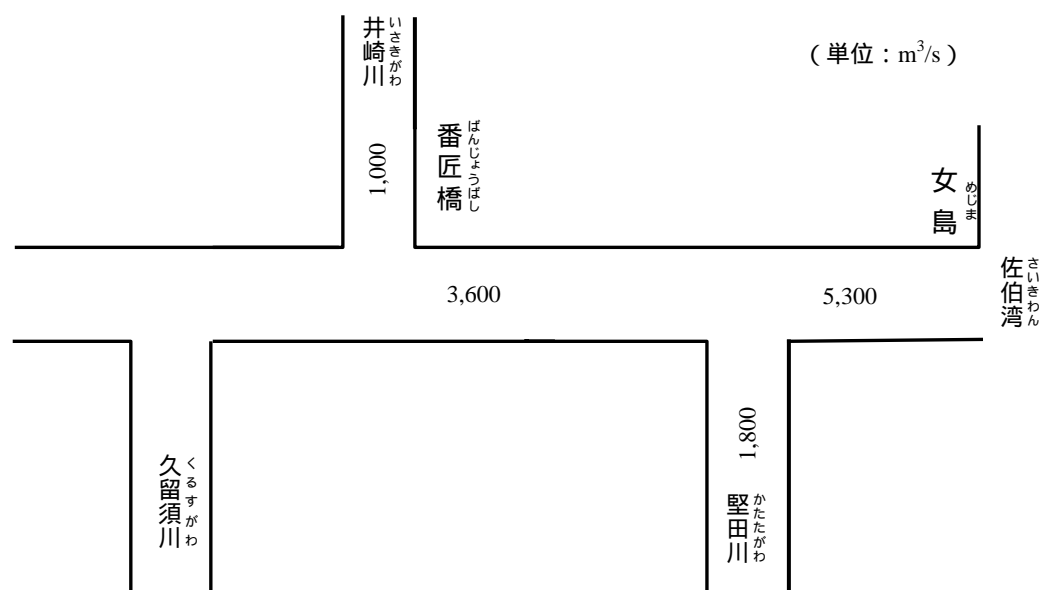 井崎川
いさきがわ
1,000
番匠橋
ばんじょうばし
(単位:m³/s)
女島
めじま
3,600
5,300
佐伯湾
さいきわん
久留須川
くるすがわ
1,800
堅田川
かたたがわ